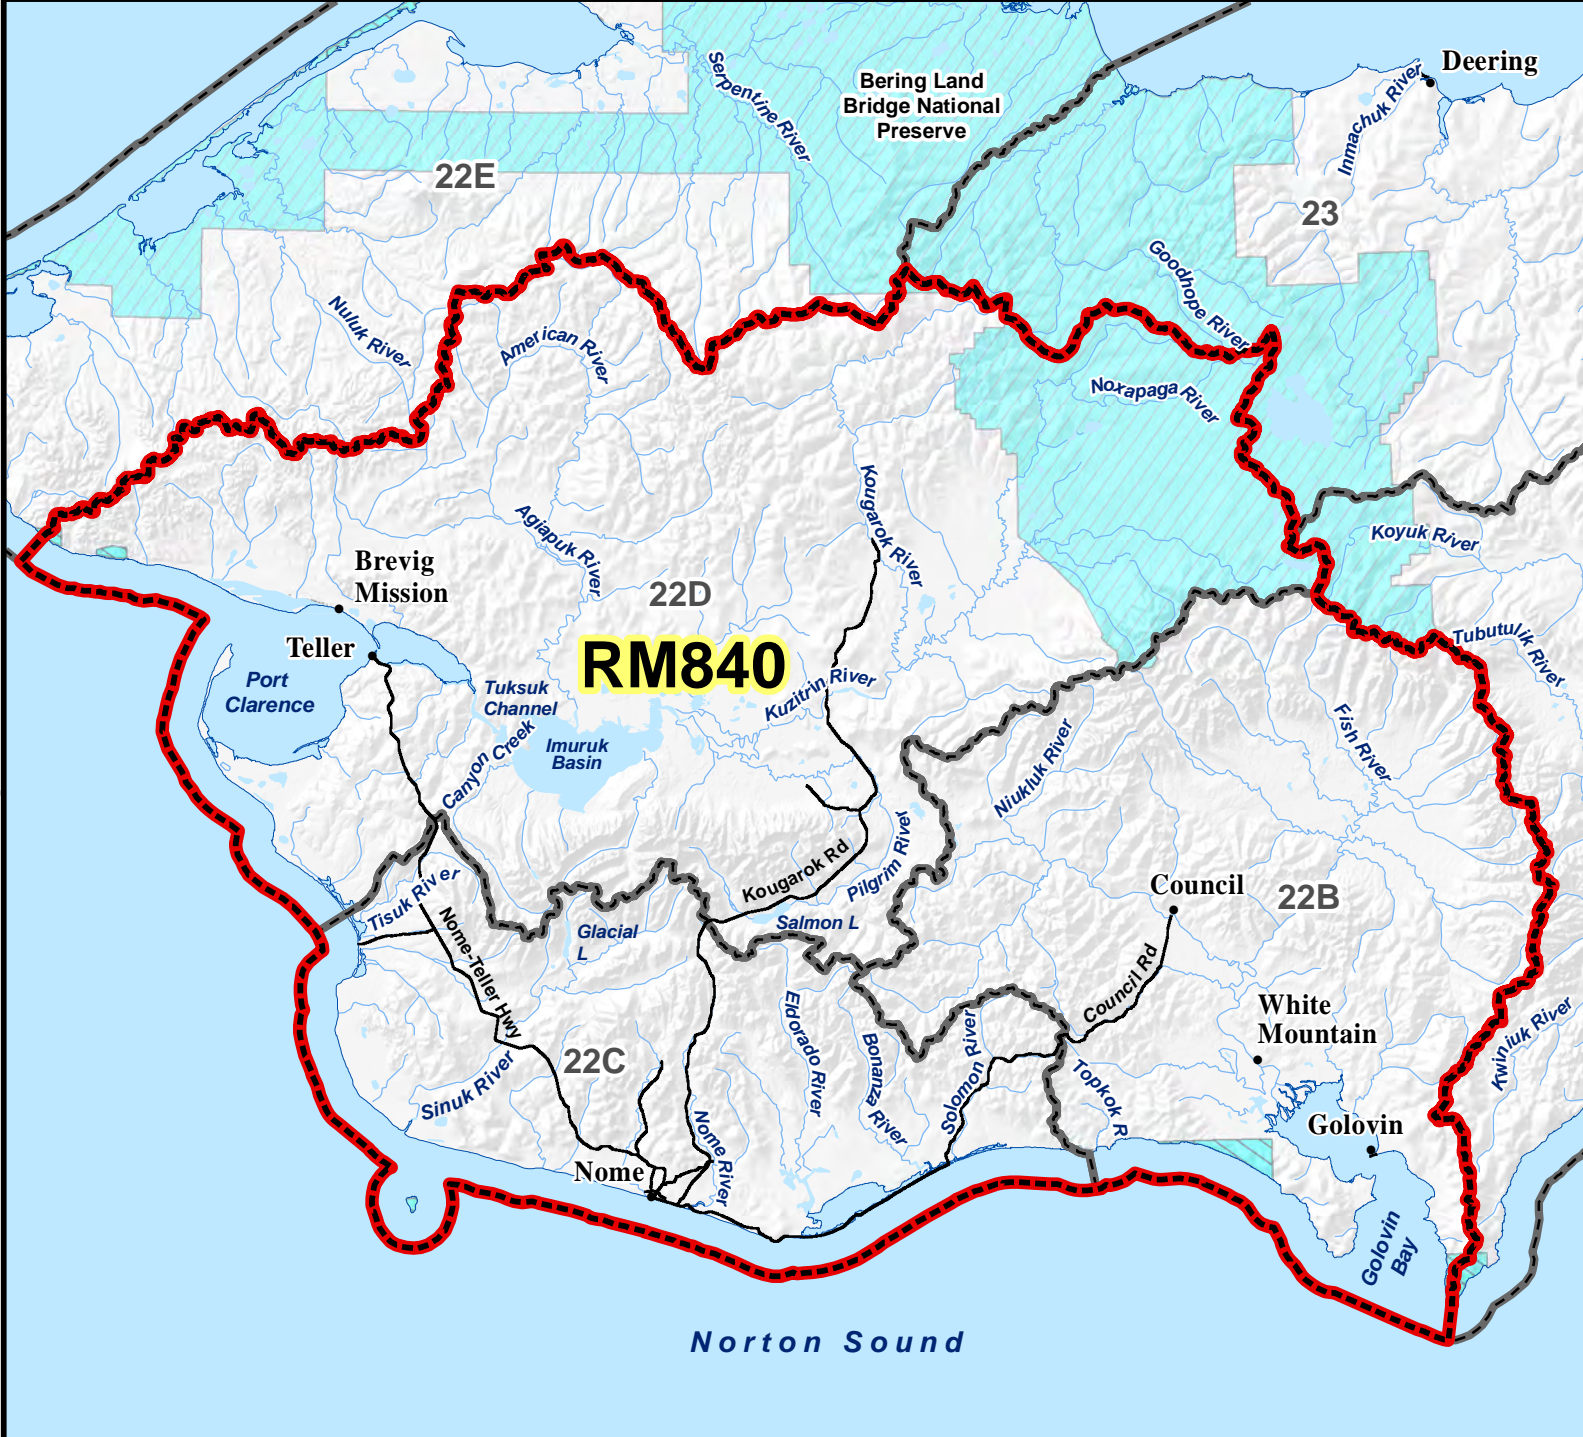 Deering
Serpentine River
Bering Land
Bridge National
Preserve
Inmachuk River
22E
23
Goodhope River
Nuluk River
American River
Noxapaga River
Kougarok River
Agiapuk River
Koyuk River
Brevig
Mission
22D
Teller
RM840
Tubutulik River
Port
Clarence
Tuksuk
Channel
Kuzitrin River
Canyon Creek
Imuruk
Basin
Niukluk River
Fish River
Kougarok Rd
Pilgrim River
Council
22B
Tisuk River
Nome-Teller Hwy
Glacial
L
Salmon L
Council Rd
White
Mountain
Eldorado River
Bonanza River
Solomon River
Topkok R
Kwiniuk River
22C
Sinuk River
Nome River
Golovin
Nome
Golovin
Bay
Norton Sound